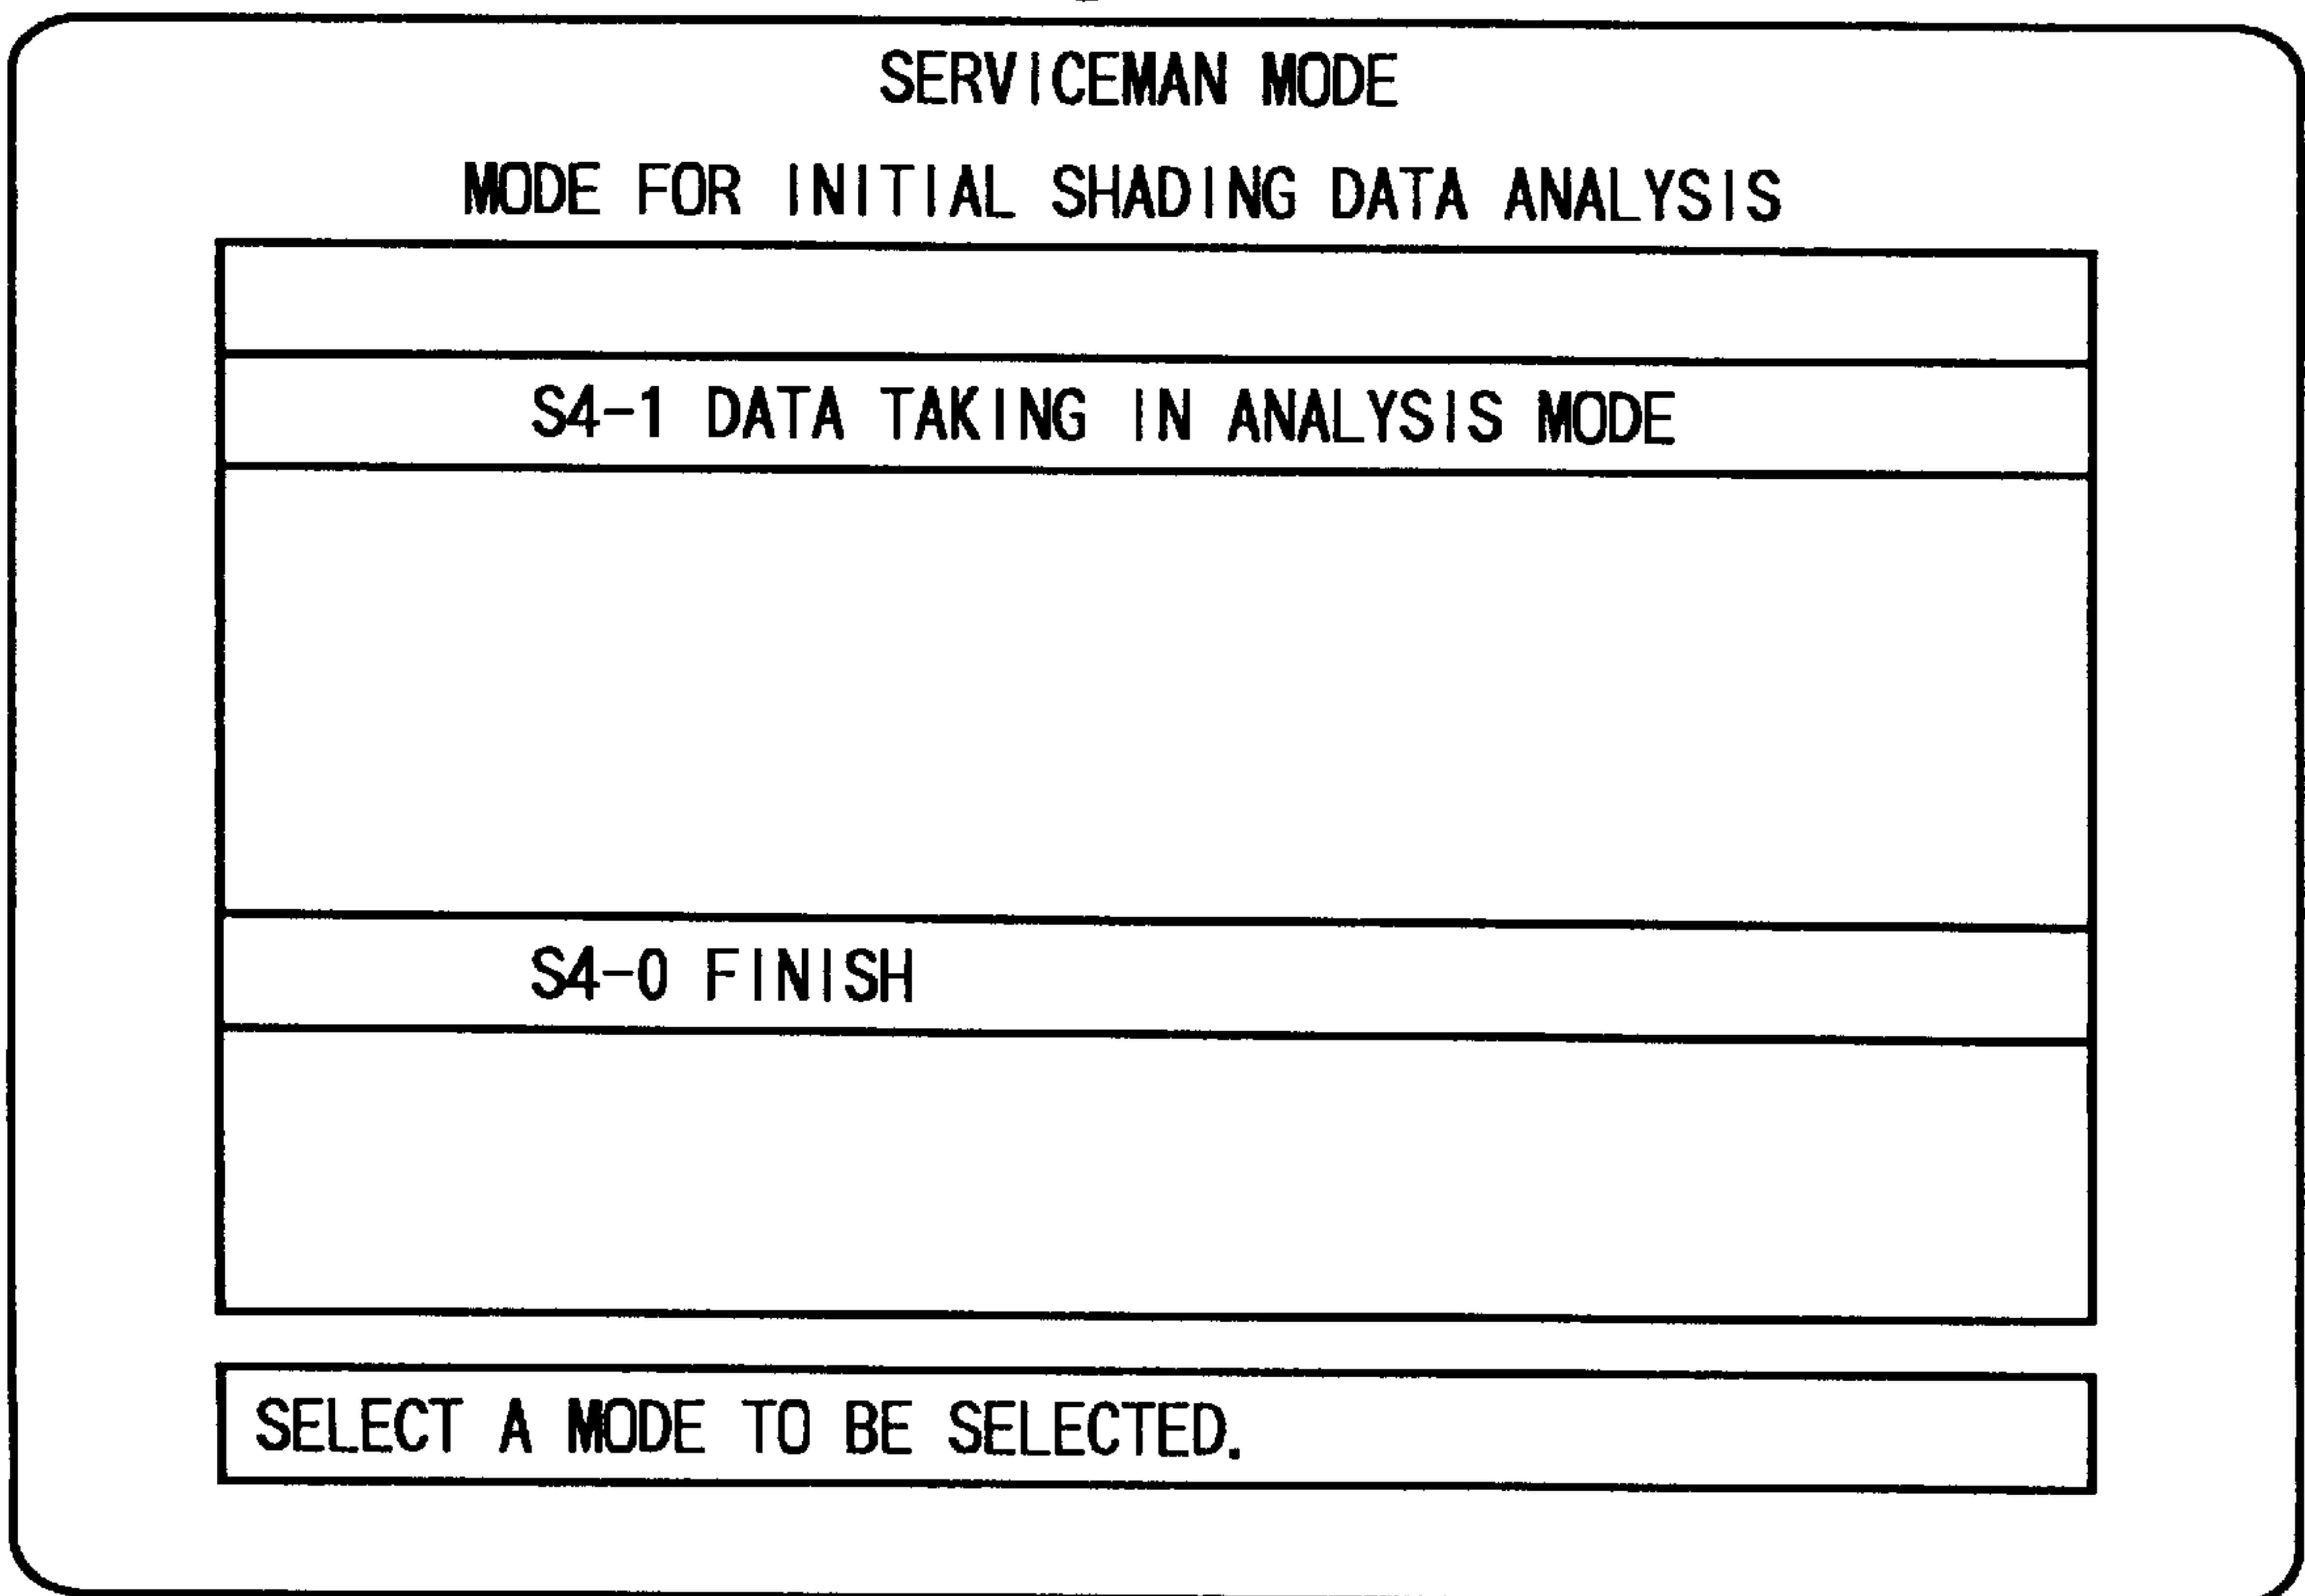 SERVICEMAN MODE
MODE FOR INITIAL SHADING DATA ANALYSIS
S4-1 DATA TAKING IN ANALYSIS MODE
S4-0 FINISH
SELECT A MODE TO BE SELECTED.